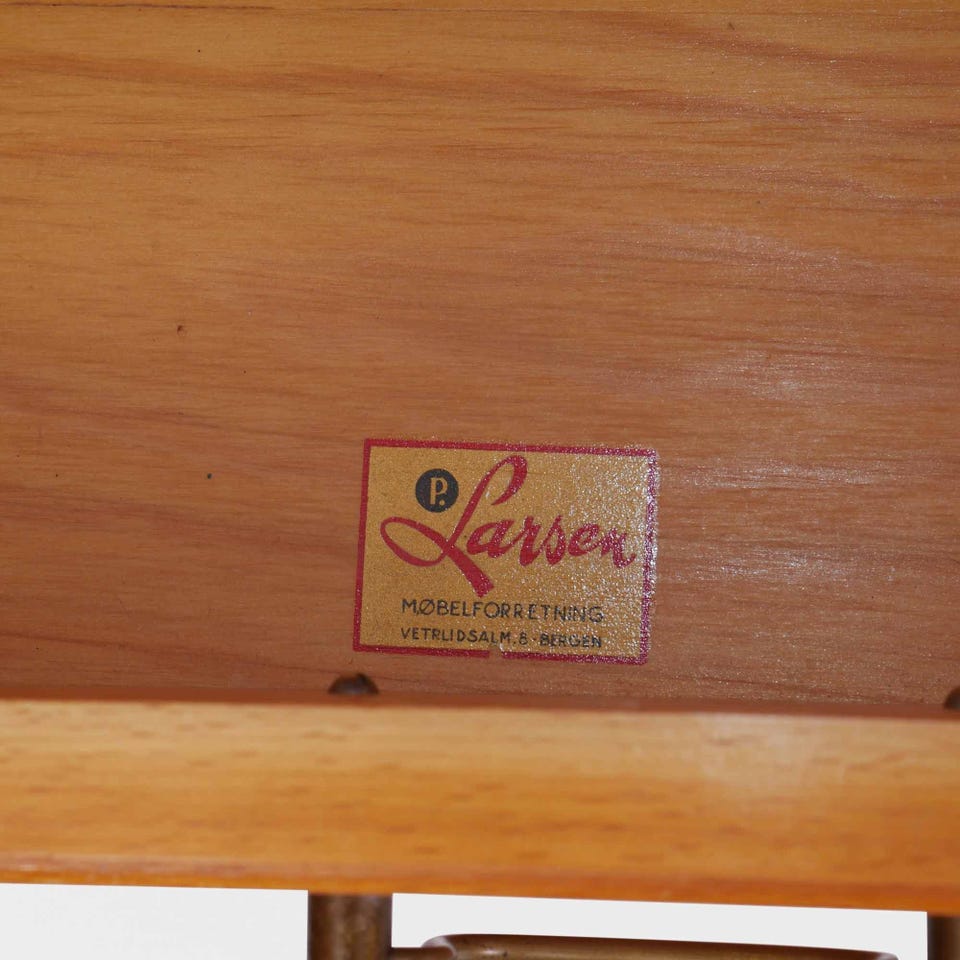 P. Larsen
MØBELFORRETNING
VETRLIDSALM. 8 - BERGEN